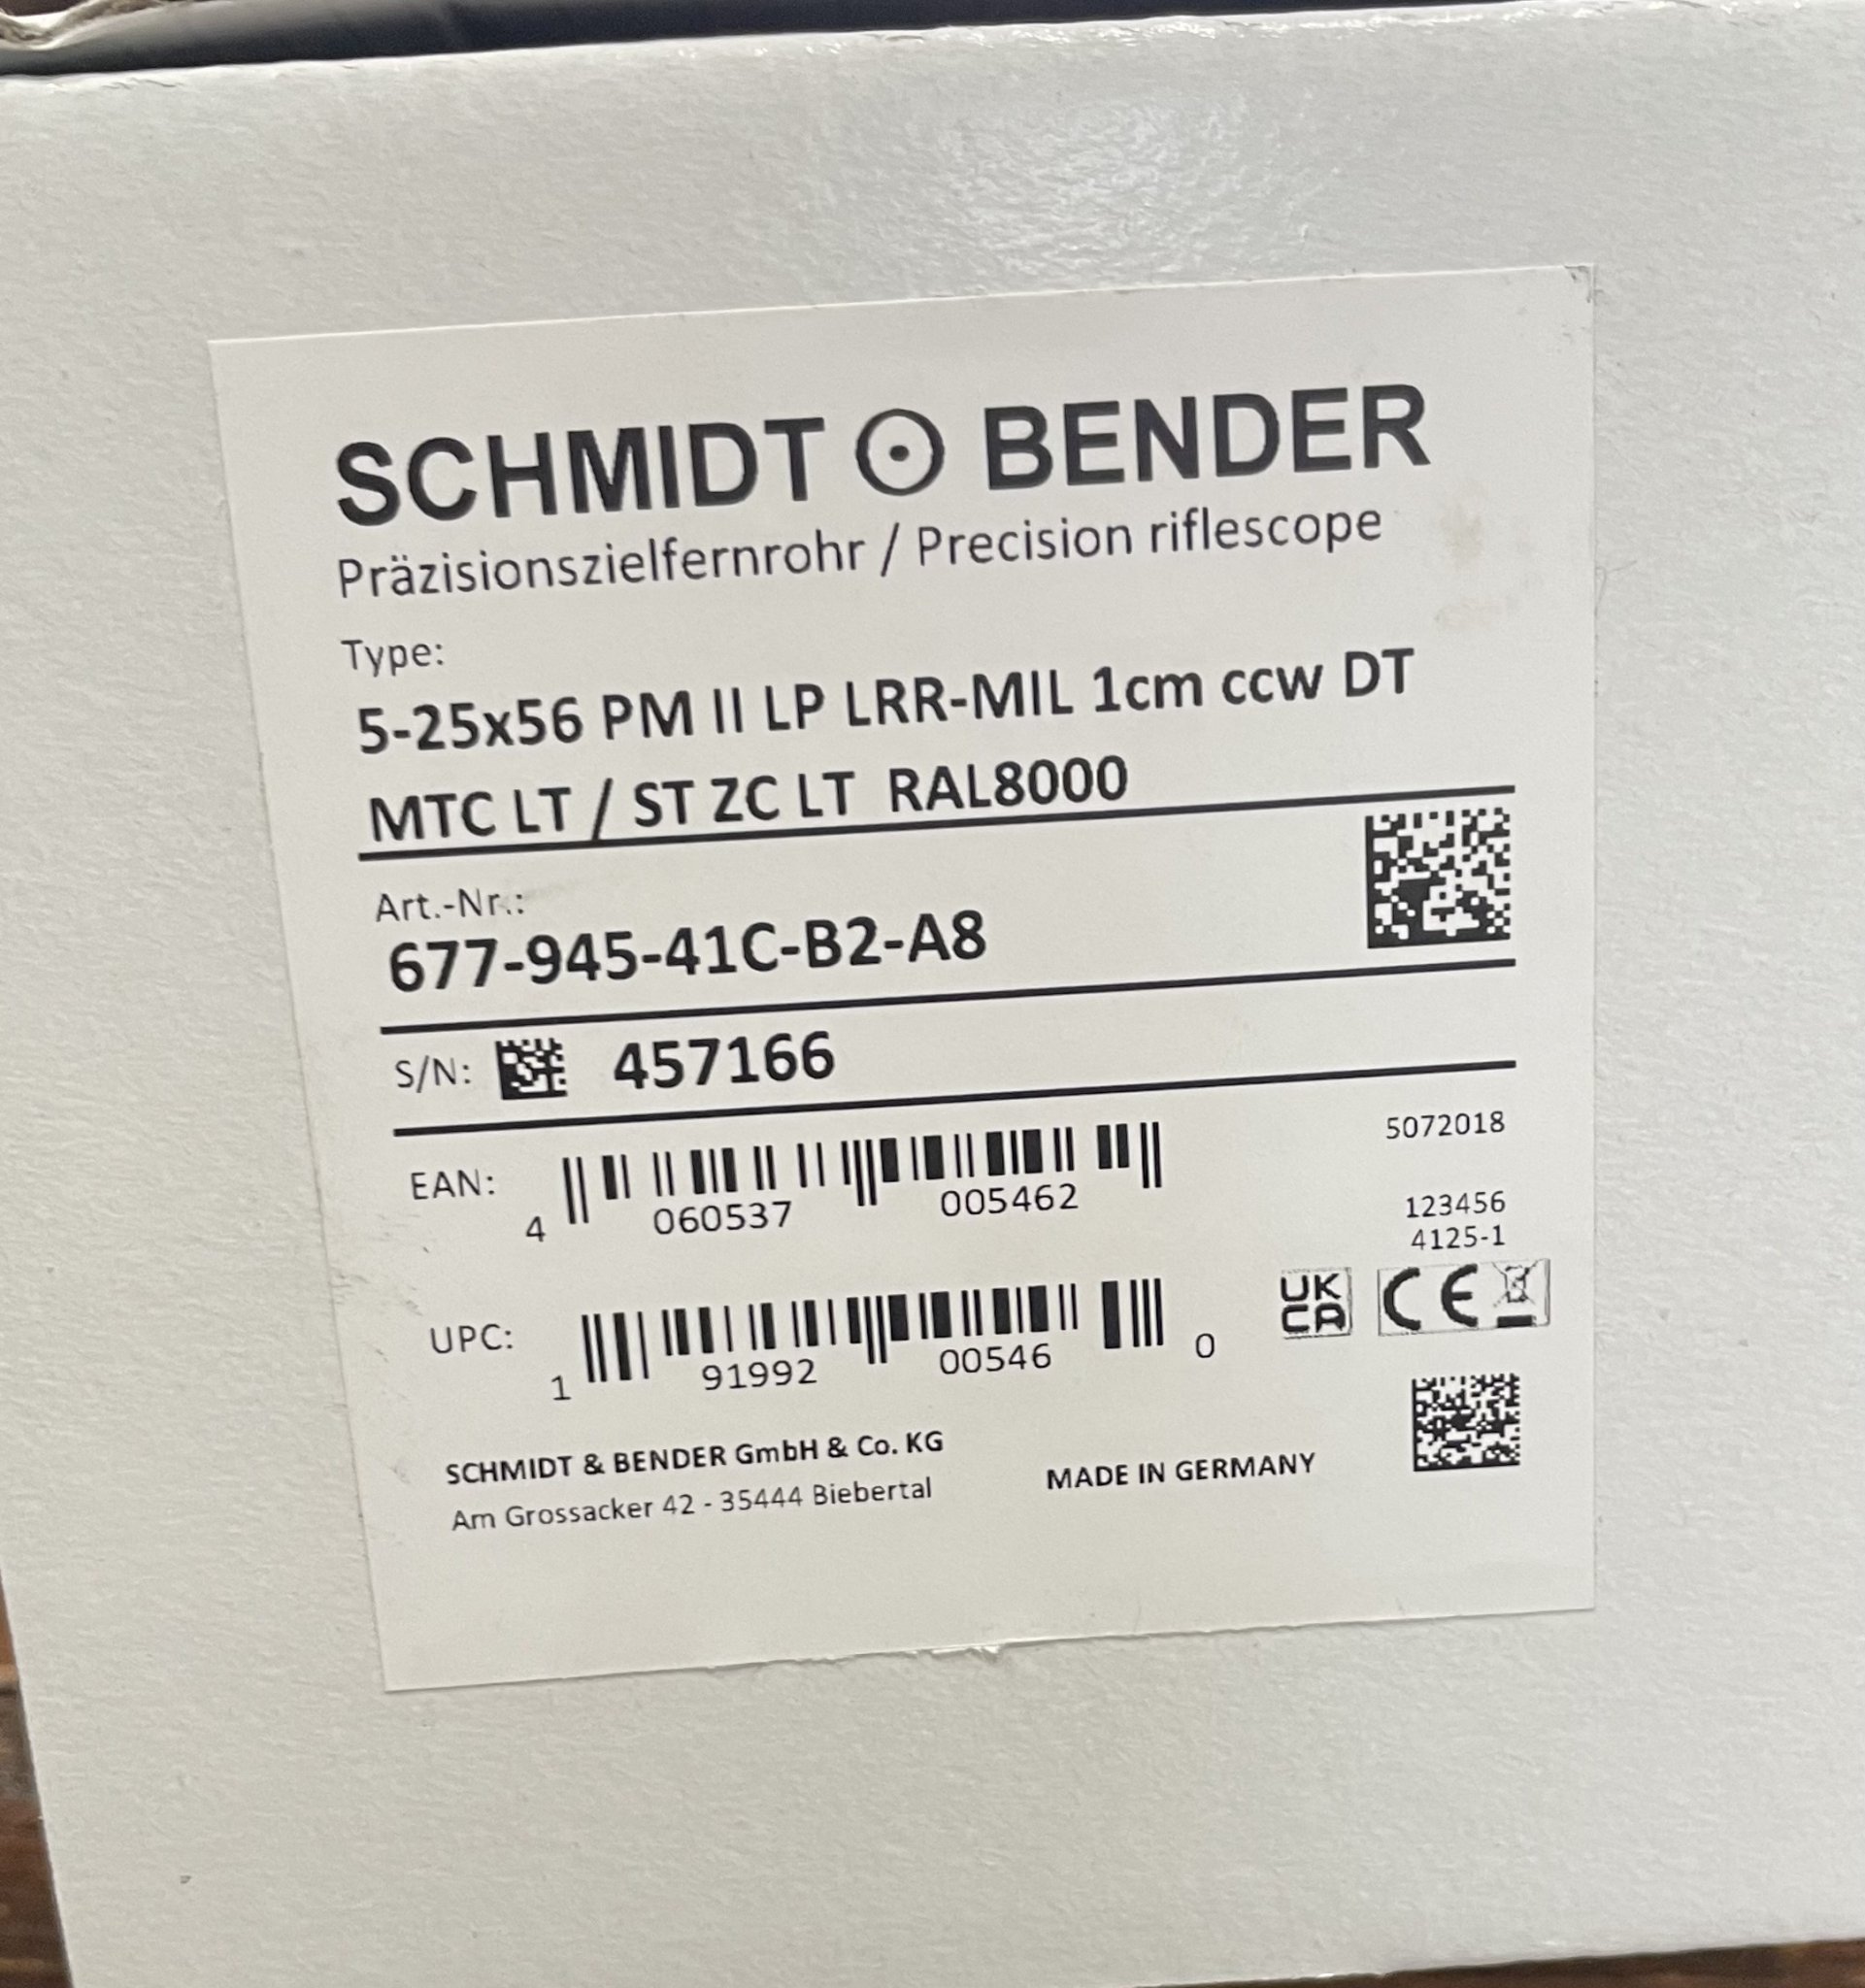 SCHMIDT BENDER
Präzisionszielfernrohr / Precision riflescope
Type:
5-25x56 PM II LP LRR-MIL 1cm ccw DT
MTC LT / ST ZC LT RAL8000
Art.-Nr.:
677-945-41C-B2-A8
S/N: 457166
5072018
EAN: 4 060537 005462
123456
4125-1
UK
CA
CE
UPC: 1 91992 00546 0
SCHMIDT & BENDER GmbH & Co. KG
Am Grossacker 42 - 35444 Biebertal
MADE IN GERMANY